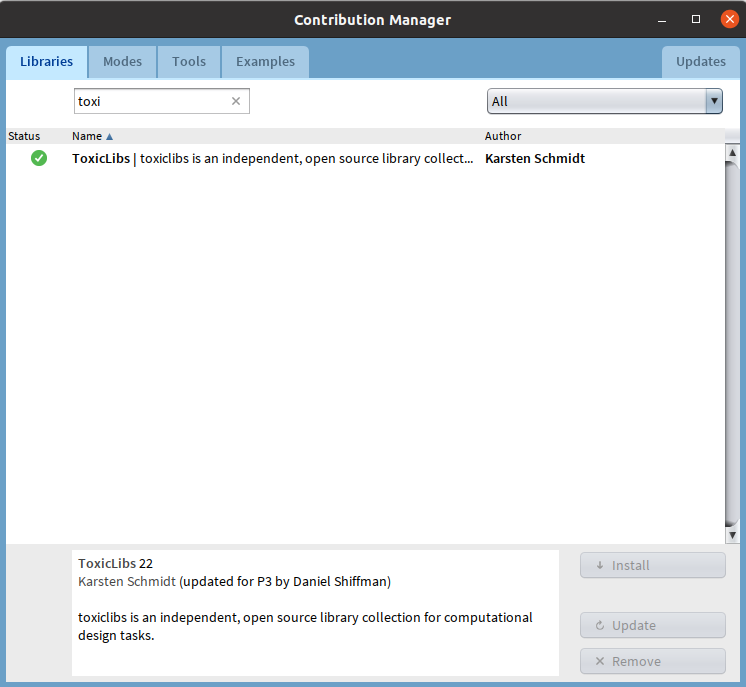 Contribution Manager
Libraries Modes Tools Examples Updates
toxi All
Status Name Author
ToxicLibs | toxiclibs is an independent, open source library collect... Karsten Schmidt
ToxicLibs 22
Karsten Schmidt (updated for P3 by Daniel Shiffman)
toxiclibs is an independent, open source library collection for computational
design tasks.
Install
Update
Remove